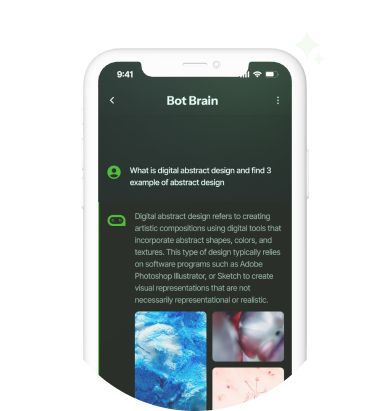 9:41
Bot Brain
What is digital abstract design and find 3
example of abstract design
Digital abstract design refers to creating
artistic compositions using digital tools that
incorporate abstract shapes, colors, and
textures. This type of design typically relies
on software programs such as Adobe
Photoshop Illustrator, or Sketch to create
visual representations that are not
necessarily representational or realistic.